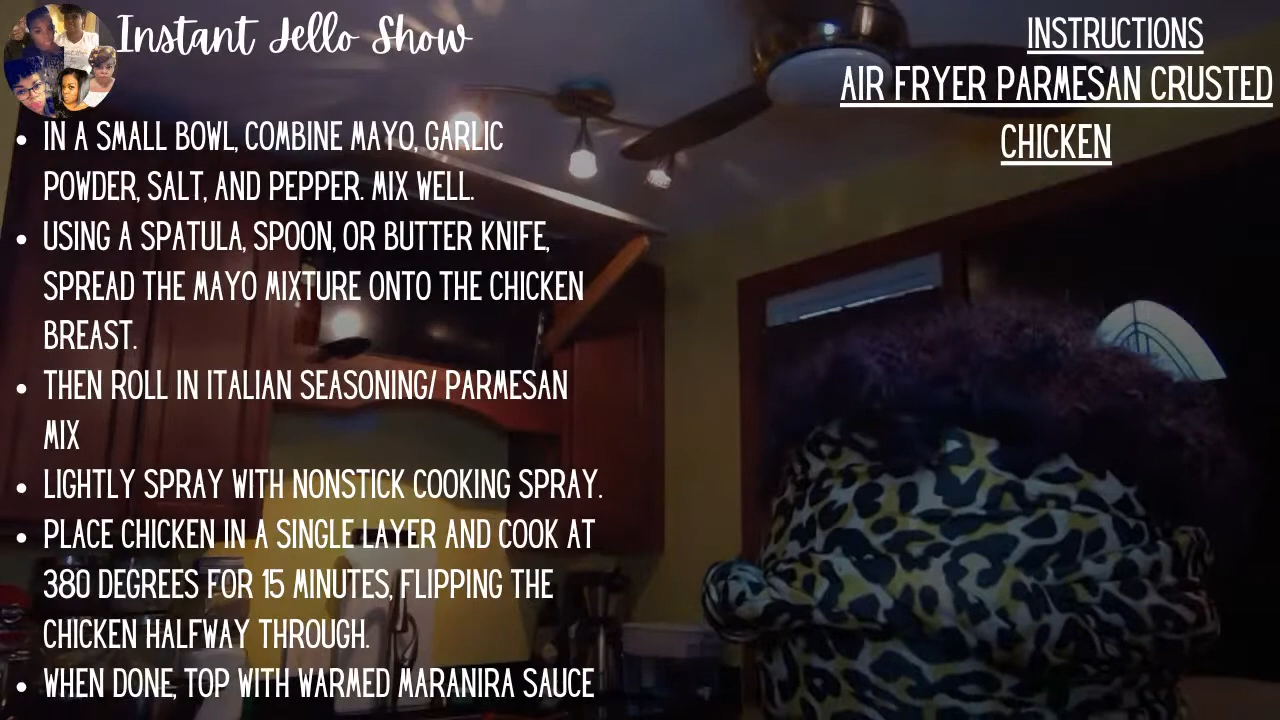 Instant Jello Show
INSTRUCTIONS
AIR FRYER PARMESAN CRUSTED
CHICKEN
• IN A SMALL BOWL, COMBINE MAYO, GARLIC
POWDER, SALT, AND PEPPER. MIX WELL.
• USING A SPATULA, SPOON, OR BUTTER KNIFE,
SPREAD THE MAYO MIXTURE ONTO THE CHICKEN
BREAST.
• THEN ROLL IN ITALIAN SEASONING/ PARMESAN
MIX
• LIGHTLY SPRAY WITH NONSTICK COOKING SPRAY.
• PLACE CHICKEN IN A SINGLE LAYER AND COOK AT
380 DEGREES FOR 15 MINUTES, FLIPPING THE
CHICKEN HALFWAY THROUGH.
• WHEN DONE, TOP WITH WARMED MARANIRA SAUCE